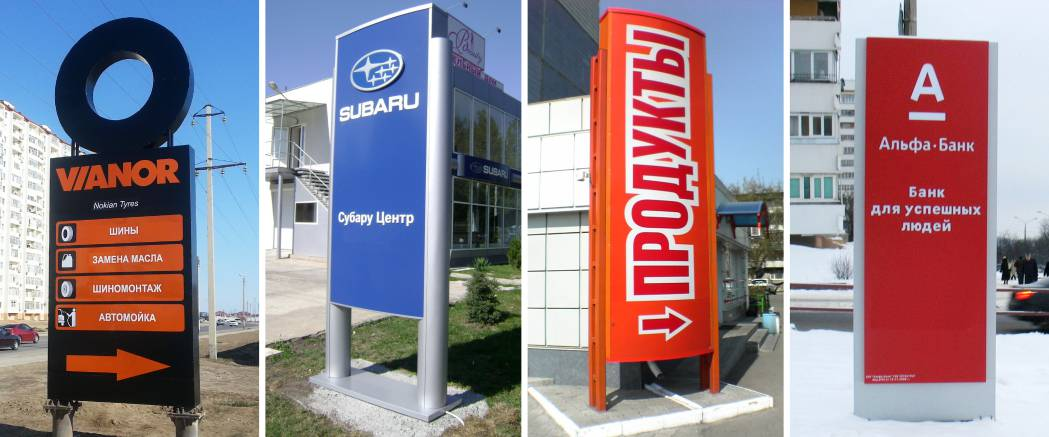 VIANOR
Nokian Tyres
ШИНЫ
ЗАМЕНА МАСЛА
ШИНОМОНТАЖ
АВТОМОЙКА
SUBARU
Субару Центр
SUBARU
ПРОДУКТЫ
А
Альфа·Банк
Банк
для успешных
людей